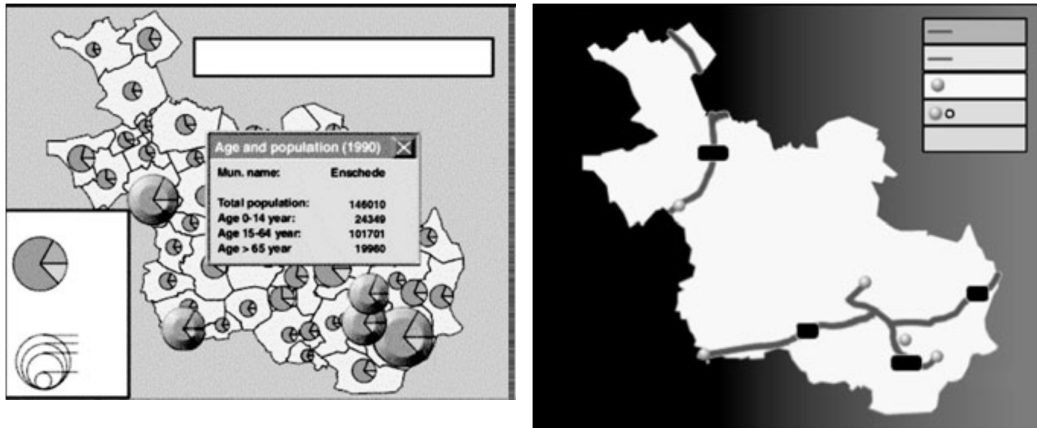 Age and population (1990)
Mun. name: Enschede
Total population: 146010
Age 0-14 year: 24349
Age 15-64 year: 101701
Age > 65 year 19960